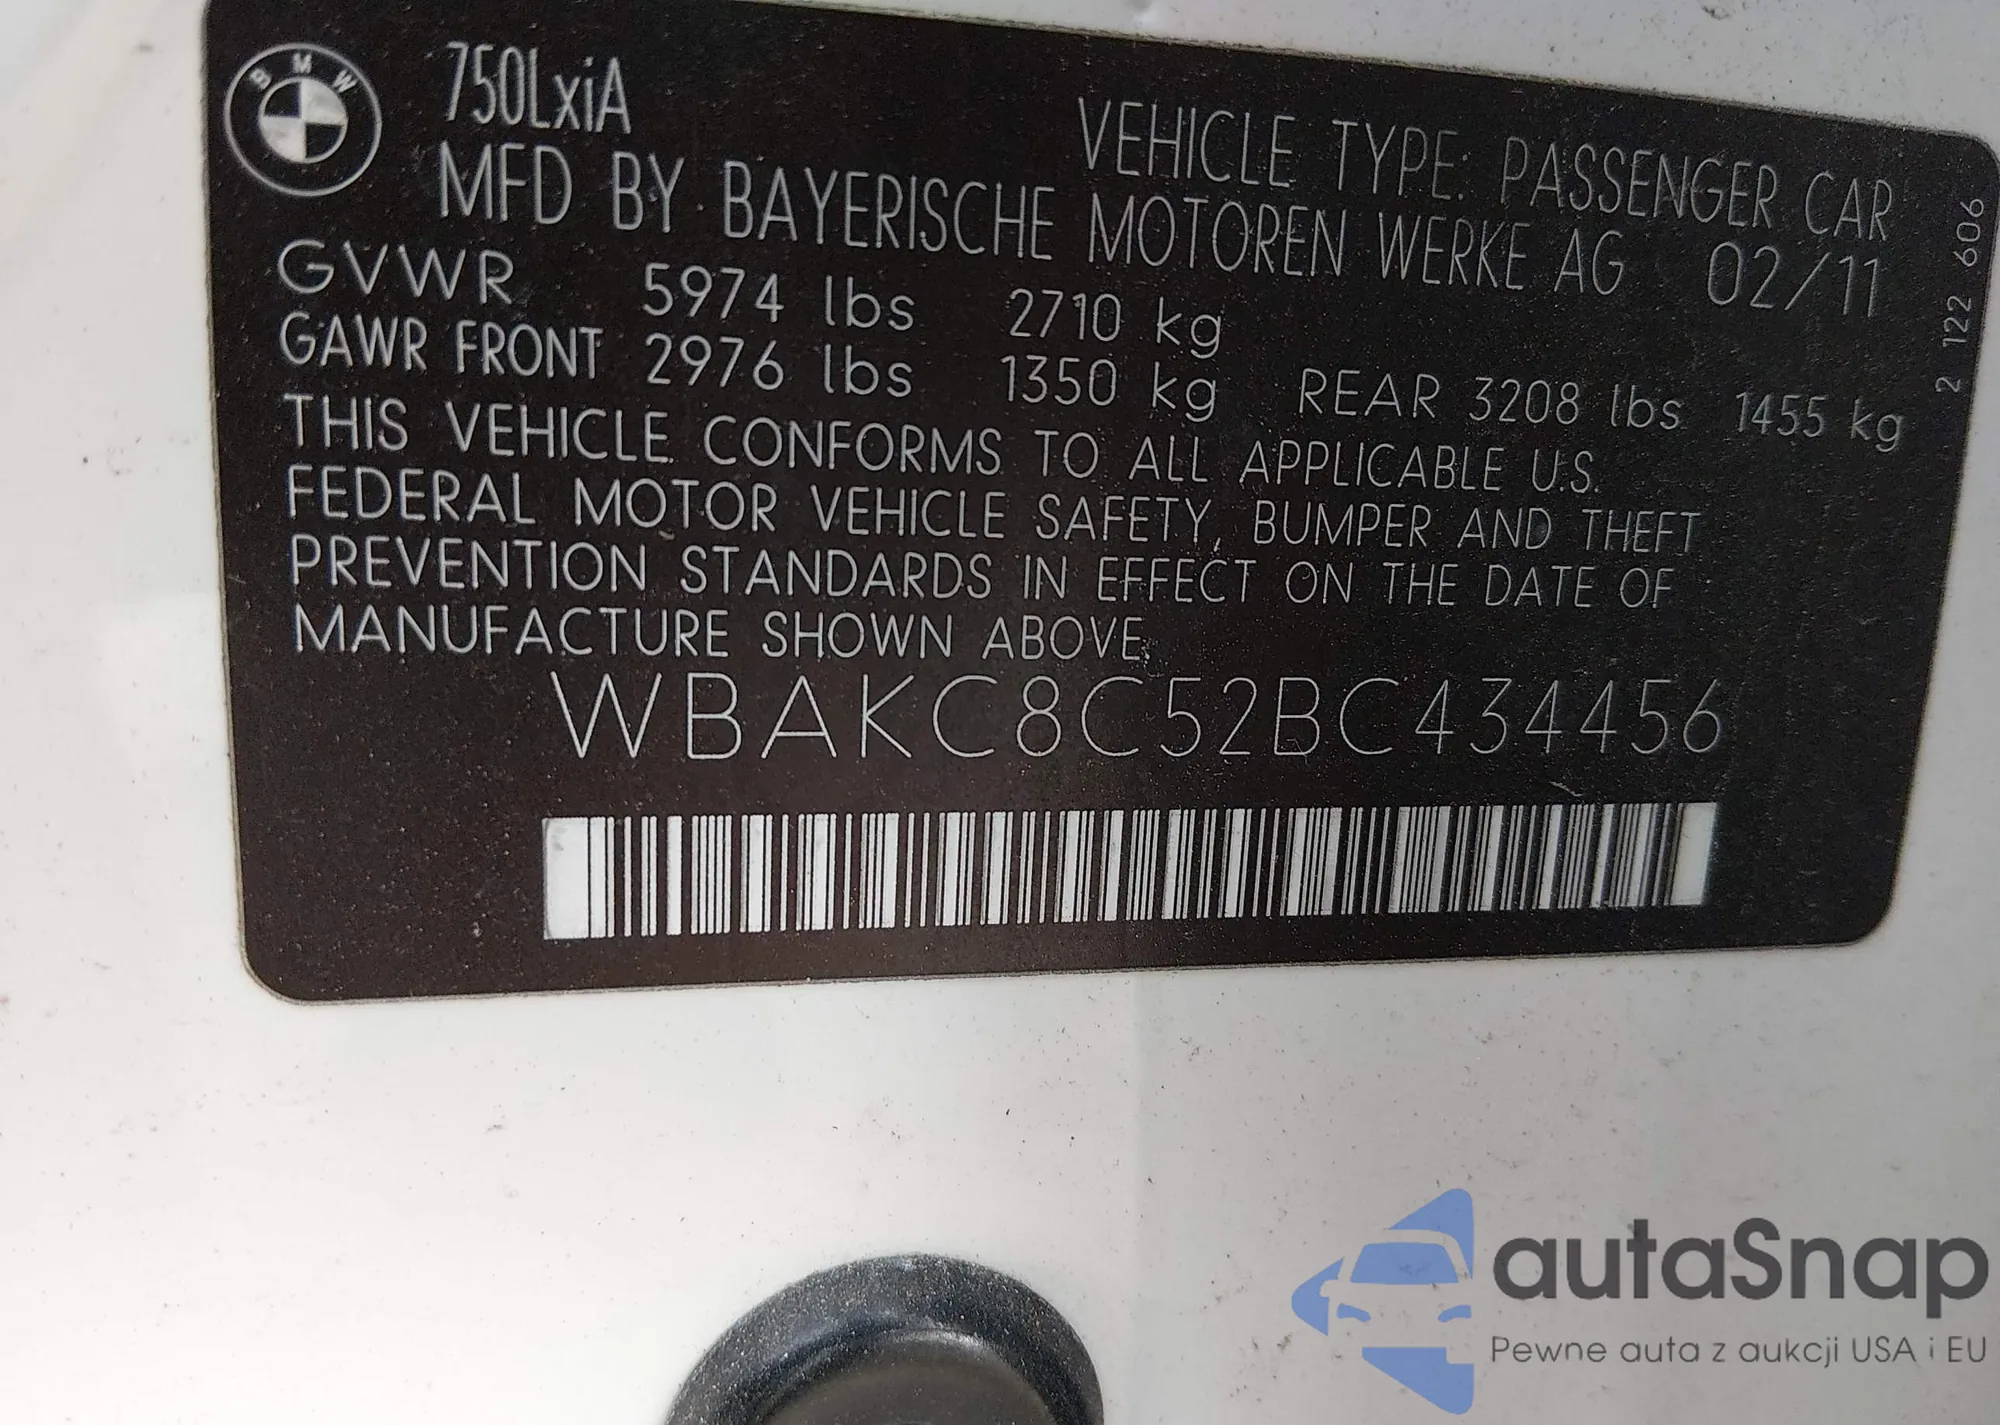 BMW
750LxiA
VEHICLE TYPE: PASSENGER CAR
MFD BY BAYERISCHE MOTOREN WERKE AG 02/11
GVWR 5974 lbs 2710 kg
GAWR FRONT 2976 lbs 1350 kg REAR 3208 lbs 1455 kg
THIS VEHICLE CONFORMS TO ALL APPLICABLE U.S.
FEDERAL MOTOR VEHICLE SAFETY, BUMPER AND THEFT
PREVENTION STANDARDS IN EFFECT ON THE DATE OF
MANUFACTURE SHOWN ABOVE.
WBAKC8C52BC434456
2 122 606
autaSnap
Pewne auta z aukcji USA i EU